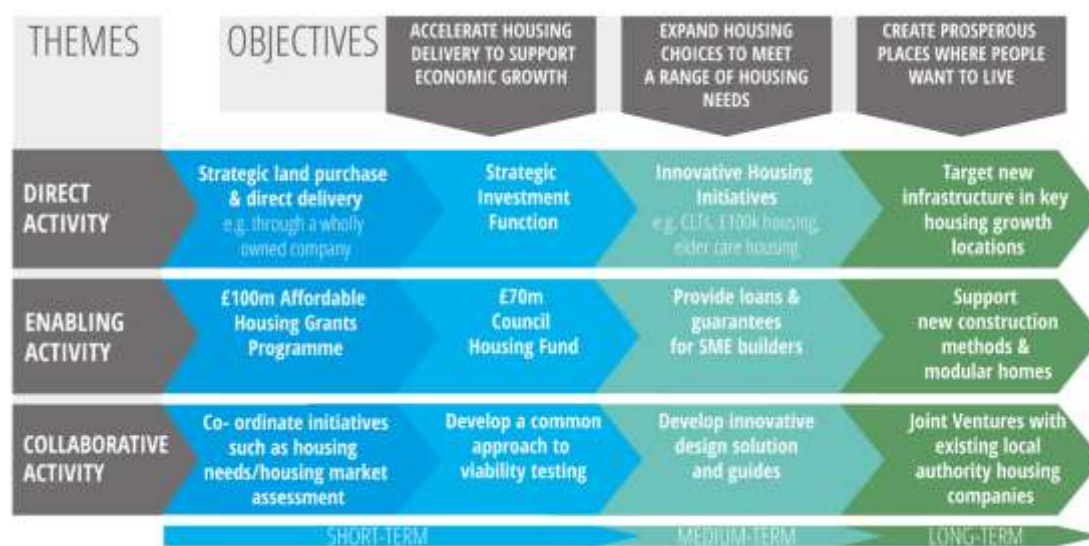 THEMES
OBJECTIVES
ACCELERATE HOUSING
DELIVERY TO SUPPORT
ECONOMIC GROWTH
EXPAND HOUSING
CHOICES TO MEET
A RANGE OF HOUSING
NEEDS
CREATE PROSPEROUS
PLACES WHERE PEOPLE
WANT TO LIVE
DIRECT
ACTIVITY
Strategic land purchase
& direct delivery
e.g. through a wholly
owned company
Strategic
Investment
Function
Innovative Housing
Initiatives
e.g. CLTs, £100k housing,
elder care housing
Target new
infrastructure in key
housing growth
locations
ENABLING
ACTIVITY
£100m Affordable
Housing Grants
Programme
£70m
Council
Housing Fund
Provide loans &
guarantees
for SME builders
Support
new construction
methods &
modular homes
COLLABORATIVE
ACTIVITY
Co- ordinate initiatives
such as housing
needs/housing market
assessment
Develop a common
approach to
viability testing
Develop innovative
design solution
and guides
Joint Ventures with
existing local
authority housing
companies
SHORT-TERM
MEDIUM-TERM
LONG-TERM